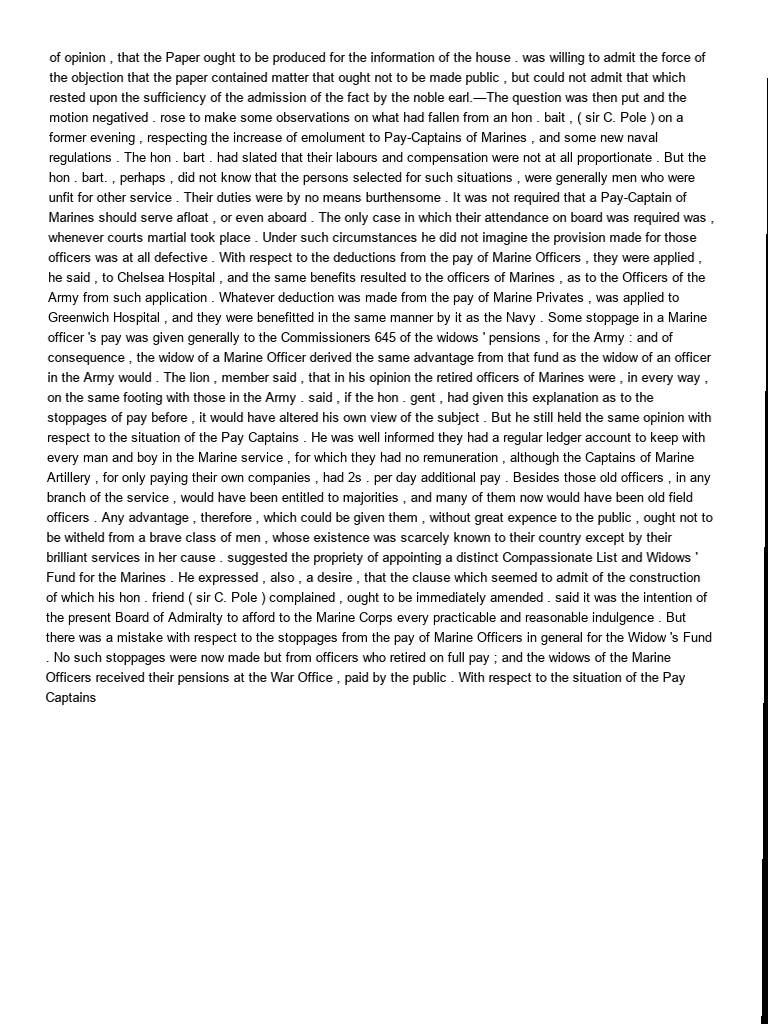 of opinion , that the Paper ought to be produced for the information of the house . was willing to admit the force of
the objection that the paper contained matter that ought not to be made public , but could not admit that which
rested upon the sufficiency of the admission of the fact by the noble earl.—The question was then put and the
motion negatived . rose to make some observations on what had fallen from an hon . bait , ( sir C. Pole ) on a
former evening , respecting the increase of emolument to Pay-Captains of Marines , and some new naval
regulations . The hon . bart . had slated that their labours and compensation were not at all proportionate . But the
hon . bart. , perhaps , did not know that the persons selected for such situations , were generally men who were
unfit for other service . Their duties were by no means burthensome . It was not required that a Pay-Captain of
Marines should serve afloat , or even aboard . The only case in which their attendance on board was required was ,
whenever courts martial took place . Under such circumstances he did not imagine the provision made for those
officers was at all defective . With respect to the deductions from the pay of Marine Officers , they were applied ,
he said , to Chelsea Hospital , and the same benefits resulted to the officers of Marines , as to the Officers of the
Army from such application . Whatever deduction was made from the pay of Marine Privates , was applied to
Greenwich Hospital , and they were benefitted in the same manner by it as the Navy . Some stoppage in a Marine
officer 's pay was given generally to the Commissioners 645 of the widows ' pensions , for the Army : and of
consequence , the widow of a Marine Officer derived the same advantage from that fund as the widow of an officer
in the Army would . The lion , member said , that in his opinion the retired officers of Marines were , in every way ,
on the same footing with those in the Army . said , if the hon . gent , had given this explanation as to the
stoppages of pay before , it would have altered his own view of the subject . But he still held the same opinion with
respect to the situation of the Pay Captains . He was well informed they had a regular ledger account to keep with
every man and boy in the Marine service , for which they had no remuneration , although the Captains of Marine
Artillery , for only paying their own companies , had 2s . per day additional pay . Besides those old officers , in any
branch of the service , would have been entitled to majorities , and many of them now would have been old field
officers . Any advantage , therefore , which could be given them , without great expence to the public , ought not to
be witheld from a brave class of men , whose existence was scarcely known to their country except by their
brilliant services in her cause . suggested the propriety of appointing a distinct Compassionate List and Widows '
Fund for the Marines . He expressed , also , a desire , that the clause which seemed to admit of the construction
of which his hon . friend ( sir C. Pole ) complained , ought to be immediately amended . said it was the intention of
the present Board of Admiralty to afford to the Marine Corps every practicable and reasonable indulgence . But
there was a mistake with respect to the stoppages from the pay of Marine Officers in general for the Widow 's Fund
. No such stoppages were now made but from officers who retired on full pay ; and the widows of the Marine
Officers received their pensions at the War Office , paid by the public . With respect to the situation of the Pay
Captains